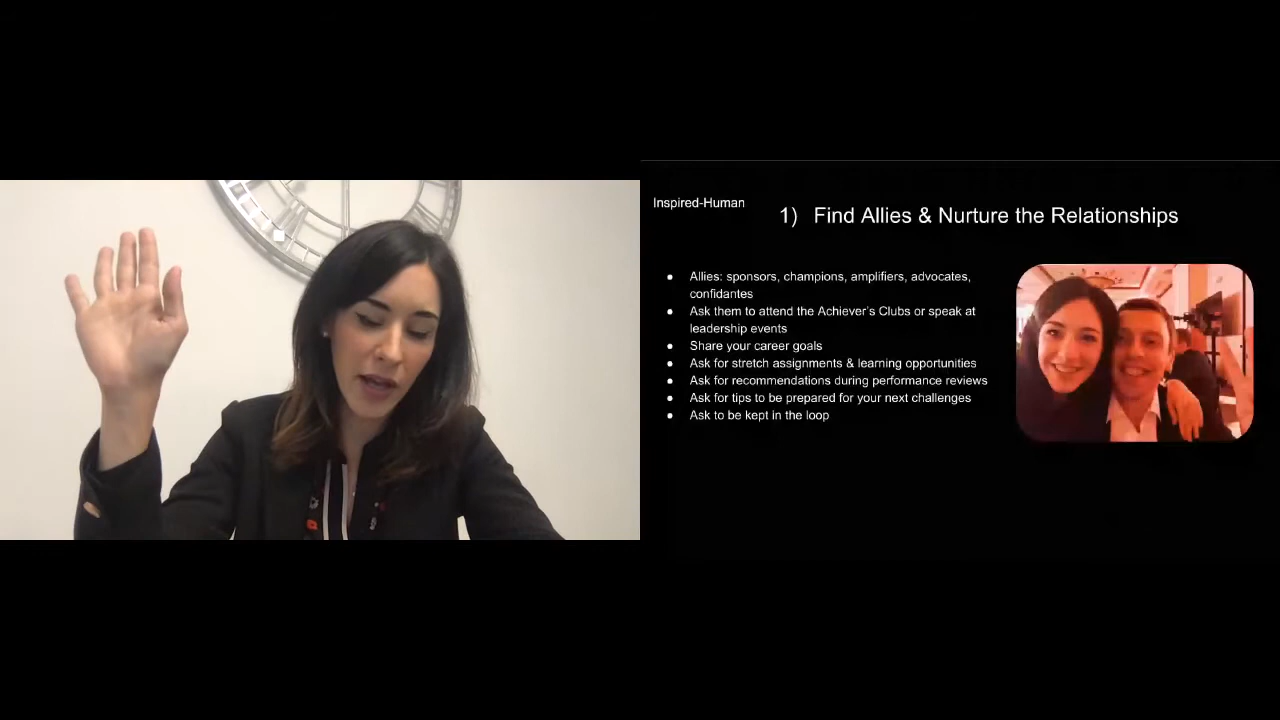 Inspired-Human
1) Find Allies & Nurture the Relationships
● Allies: sponsors, champions, amplifiers, advocates,
confidantes
● Ask them to attend the Achiever's Clubs or speak at
leadership events
● Share your career goals
● Ask for stretch assignments & learning opportunities
● Ask for recommendations during performance reviews
● Ask for tips to be prepared for your next challenges
● Ask to be kept in the loop